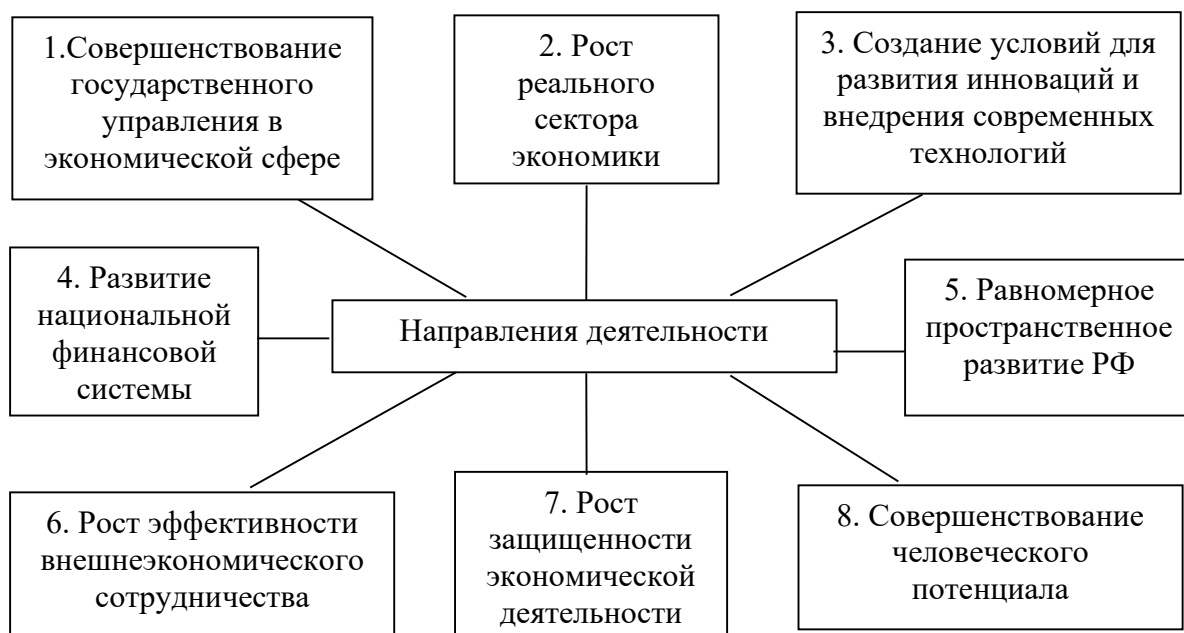 1.Совершенствование
государственного
управления в
экономической сфере
2. Рост
реального
сектора
экономики
3. Создание условий для
развития инноваций и
внедрения современных
технологий
4. Развитие
национальной
финансовой
системы
Направления деятельности
5. Равномерное
пространственное
развитие РФ
6. Рост эффективности
внешнеэкономического
сотрудничества
7. Рост
защищенности
экономической
деятельности
8. Совершенствование
человеческого
потенциала